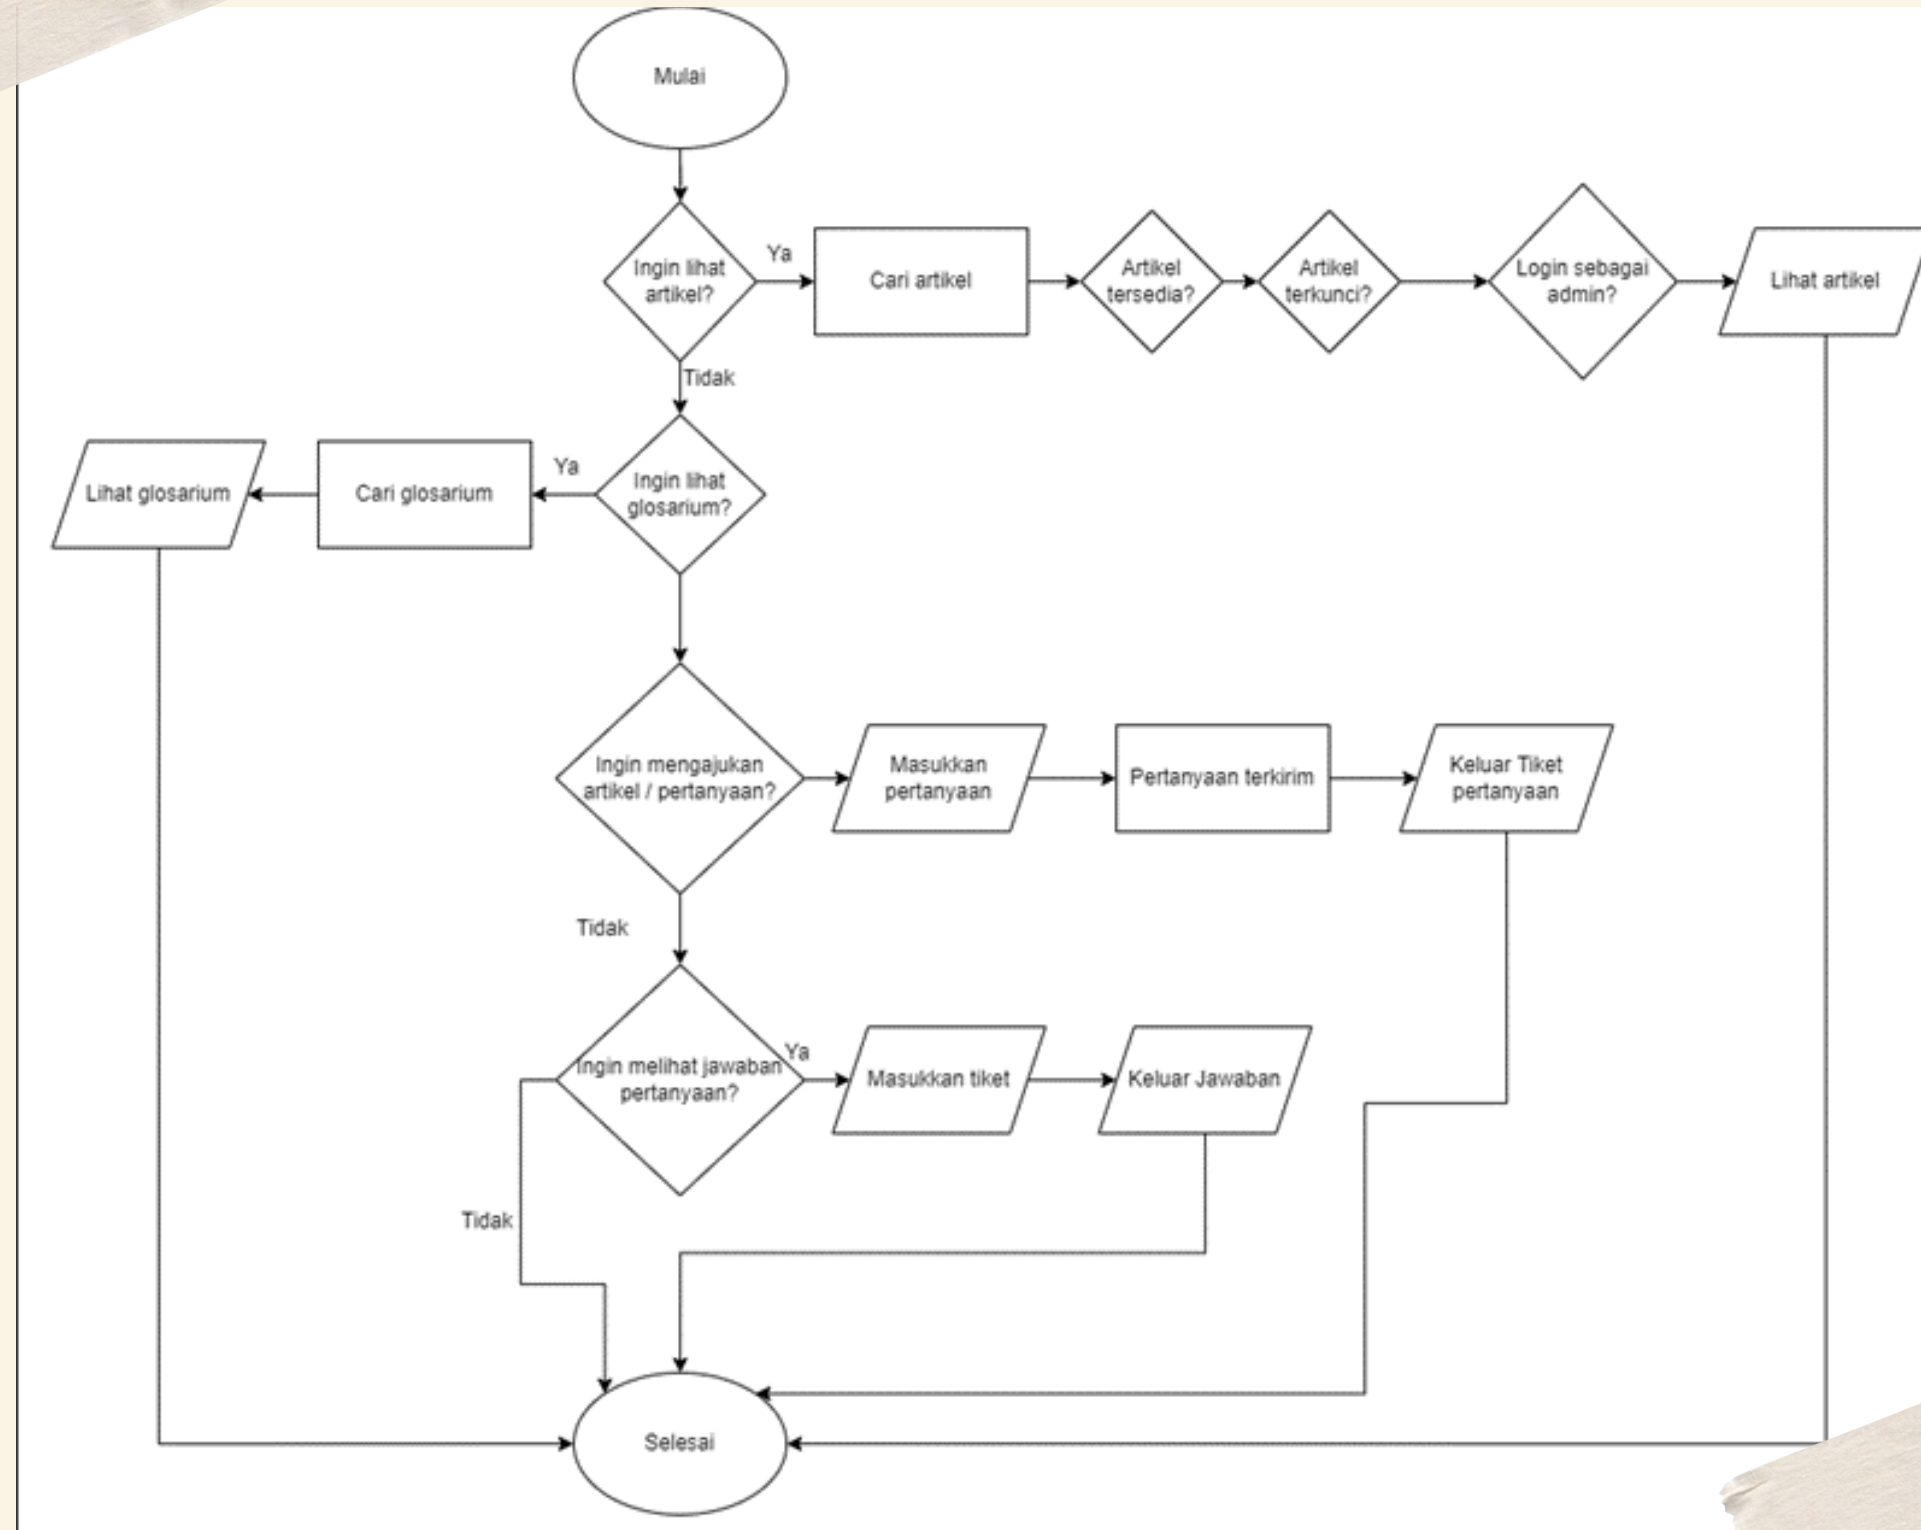 Mulai
Ingin lihat
artikel?
Ya
Cari artikel
Artikel
tersedia?
Artikel
terkunci?
Login sebagai
admin?
Lihat artikel
Tidak
Lihat glosarium
Cari glosarium
Ya
Ingin lihat
glosarium?
Ingin mengajukan
artikel / pertanyaan?
Masukkan
pertanyaan
Pertanyaan terkirim
Keluar Tiket
pertanyaan
Tidak
Ingin melihat jawaban
pertanyaan?
Ya
Masukkan tiket
Keluar Jawaban
Tidak
Selesai